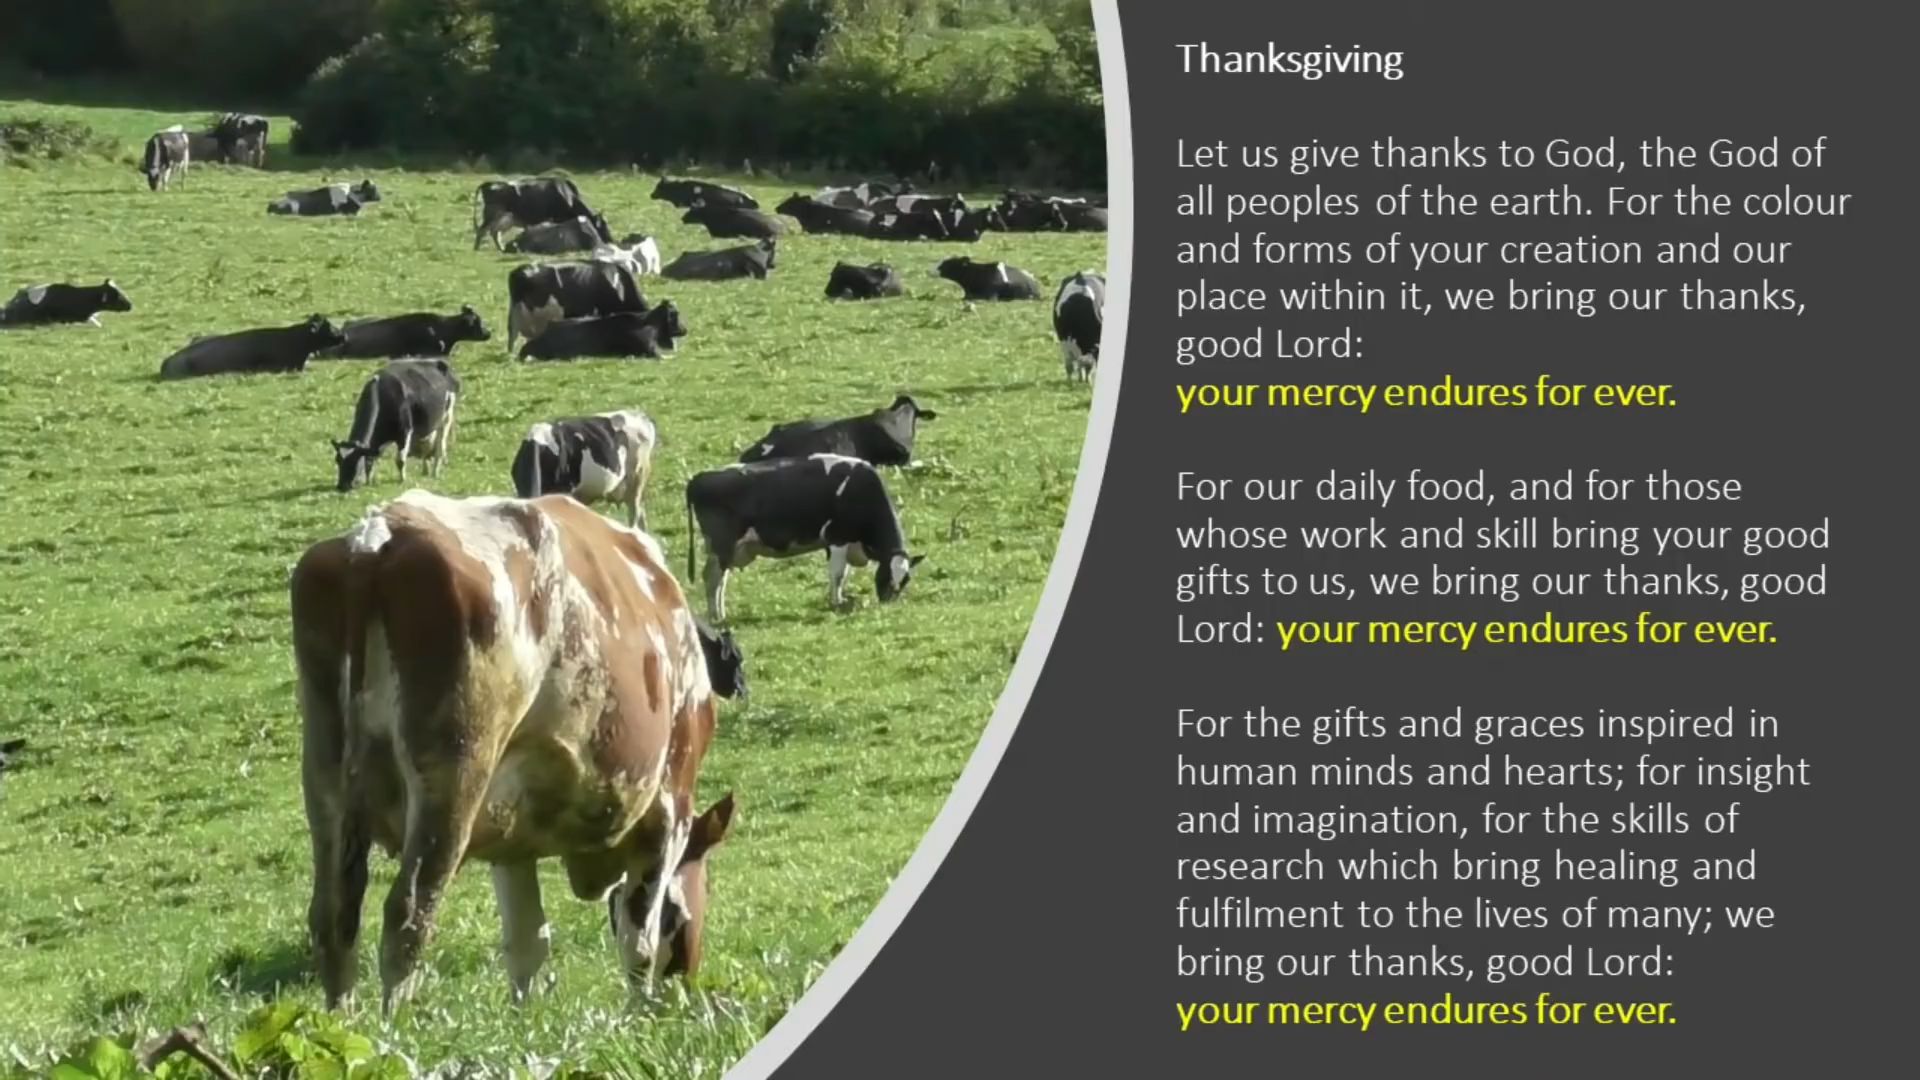 Thanksgiving
Let us give thanks to God, the God of
all peoples of the earth. For the colour
and forms of your creation and our
place within it, we bring our thanks,
good Lord:
your mercy endures for ever.
For our daily food, and for those
whose work and skill bring your good
gifts to us, we bring our thanks, good
Lord: your mercy endures for ever.
For the gifts and graces inspired in
human minds and hearts; for insight
and imagination, for the skills of
research which bring healing and
fulfilment to the lives of many; we
bring our thanks, good Lord:
your mercy endures for ever.